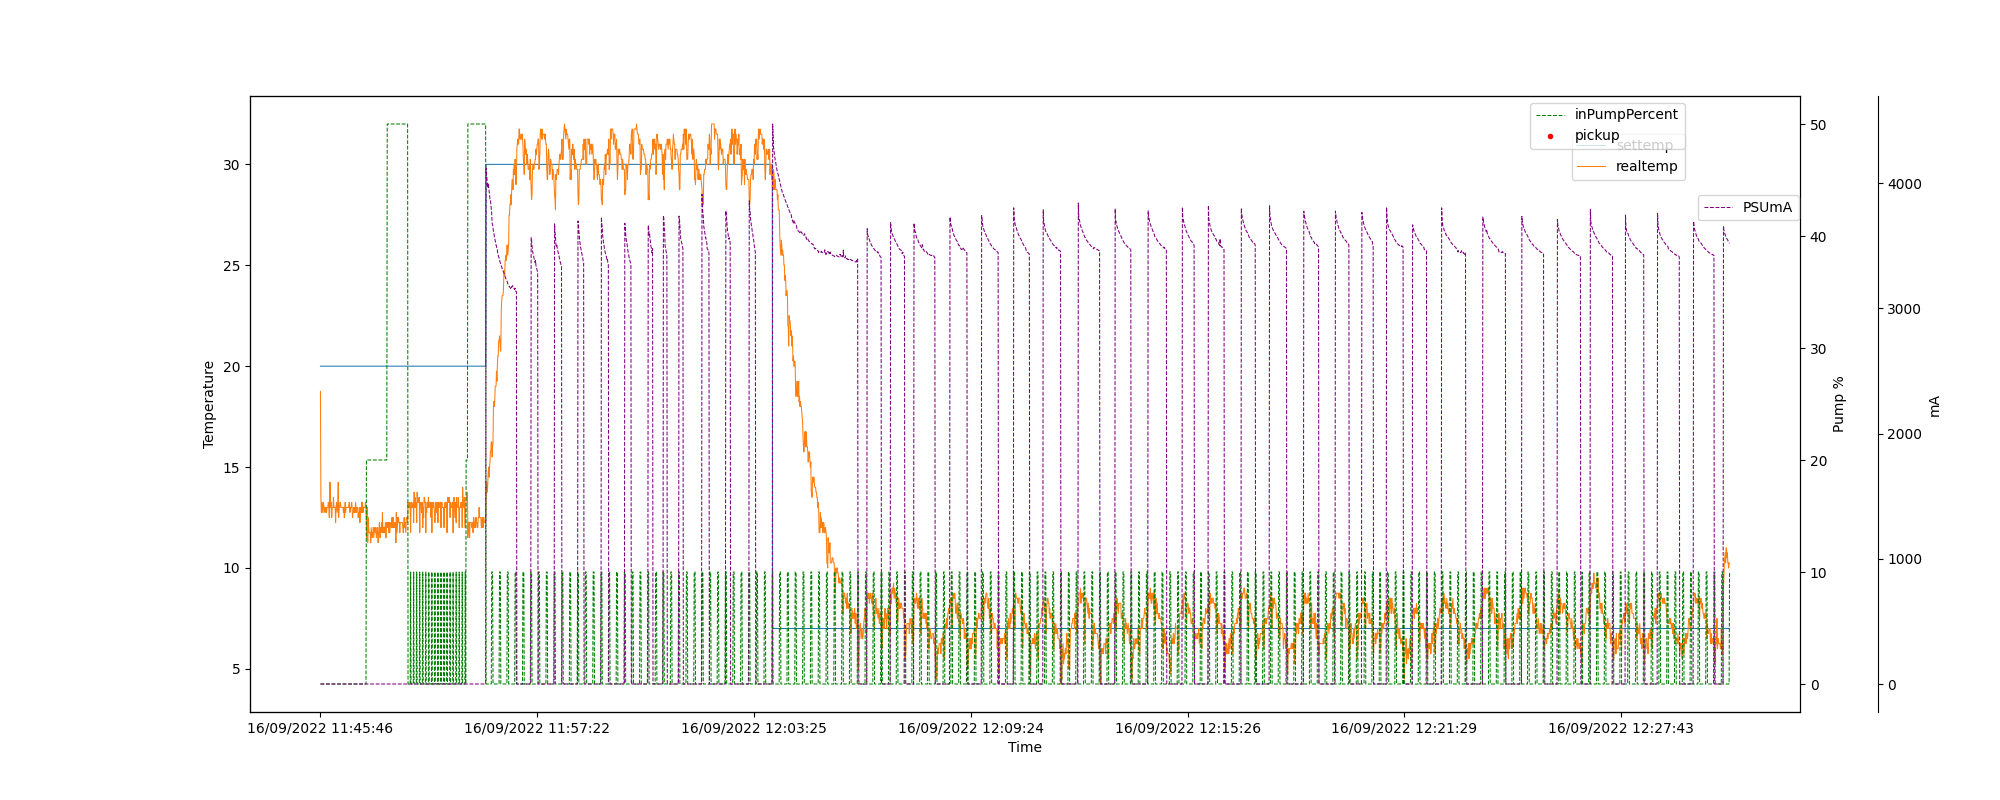 inPumpPercent
pickup
settemp
realtemp
PSUmA
30
25
20
15
10
5
Temperature
50
40
30
20
10
0
Pump %
4000
3000
2000
1000
0
mA
16/09/2022 11:45:46
16/09/2022 11:57:22
16/09/2022 12:03:25
16/09/2022 12:09:24
16/09/2022 12:15:26
16/09/2022 12:21:29
16/09/2022 12:27:43
Time